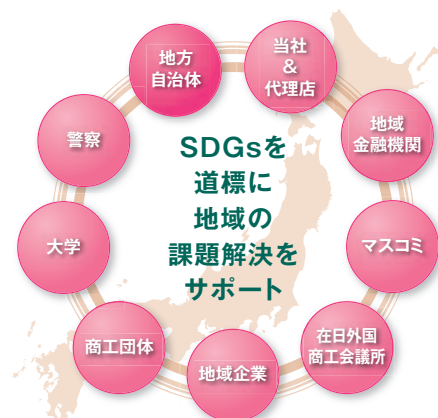 地方
自治体
当社
&
代理店
地域
金融機関
マスコミ
在日外国
商工会議所
地域企業
商工団体
大学
警察
SDGsを
道標に
地域の
課題解決を
サポート